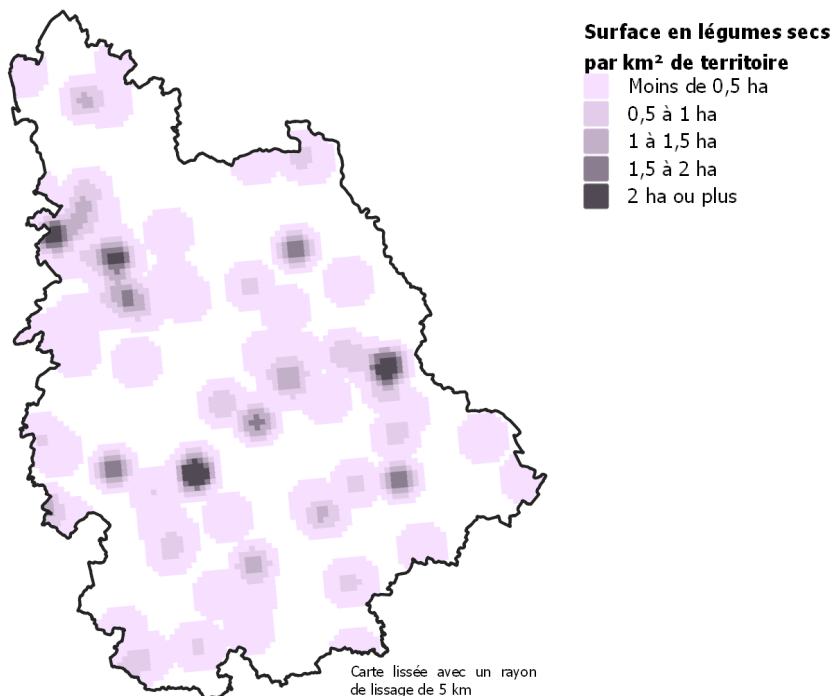 Surface en légumes secs
par km² de territoire
Moins de 0,5 ha
0,5 à 1 ha
1 à 1,5 ha
1,5 à 2 ha
2 ha ou plus
Carte lissée avec un rayon
de lissage de 5 km